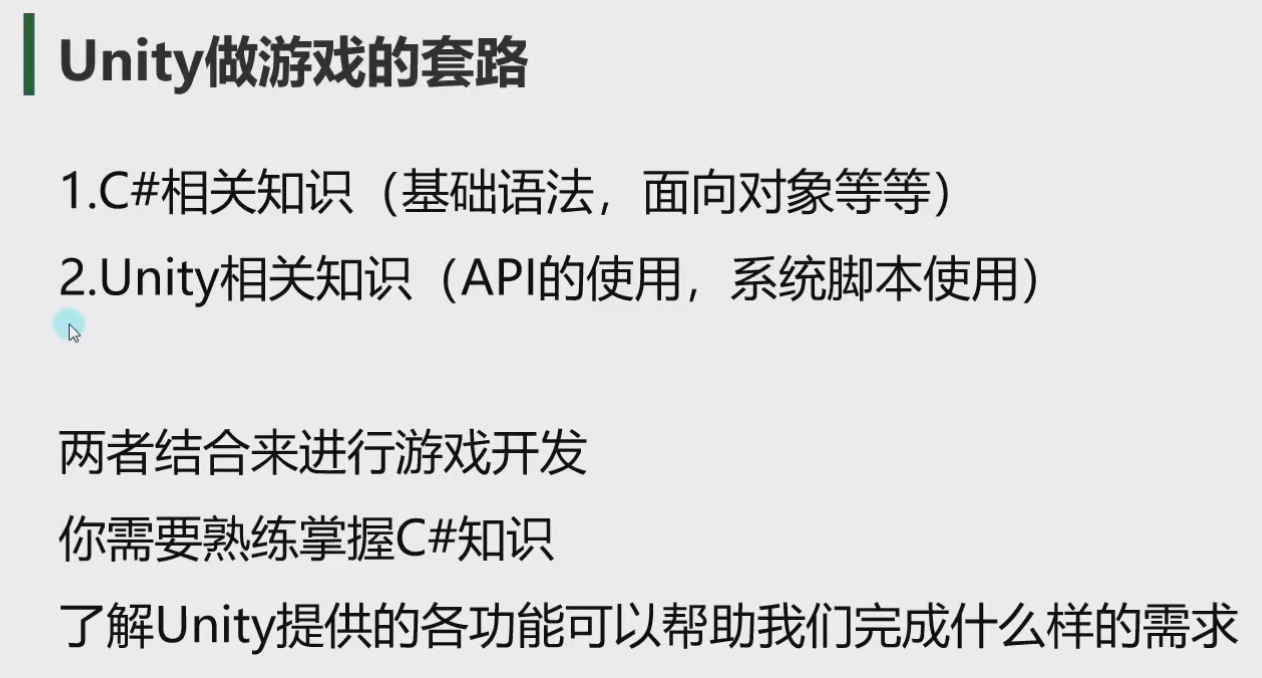 Unity做游戏的套路
1.C#相关知识（基础语法，面向对象等等）
2.Unity相关知识（API的使用，系统脚本使用）
两者结合来进行游戏开发
你需要熟练掌握C#知识
了解Unity提供的各功能可以帮助我们完成什么样的需求